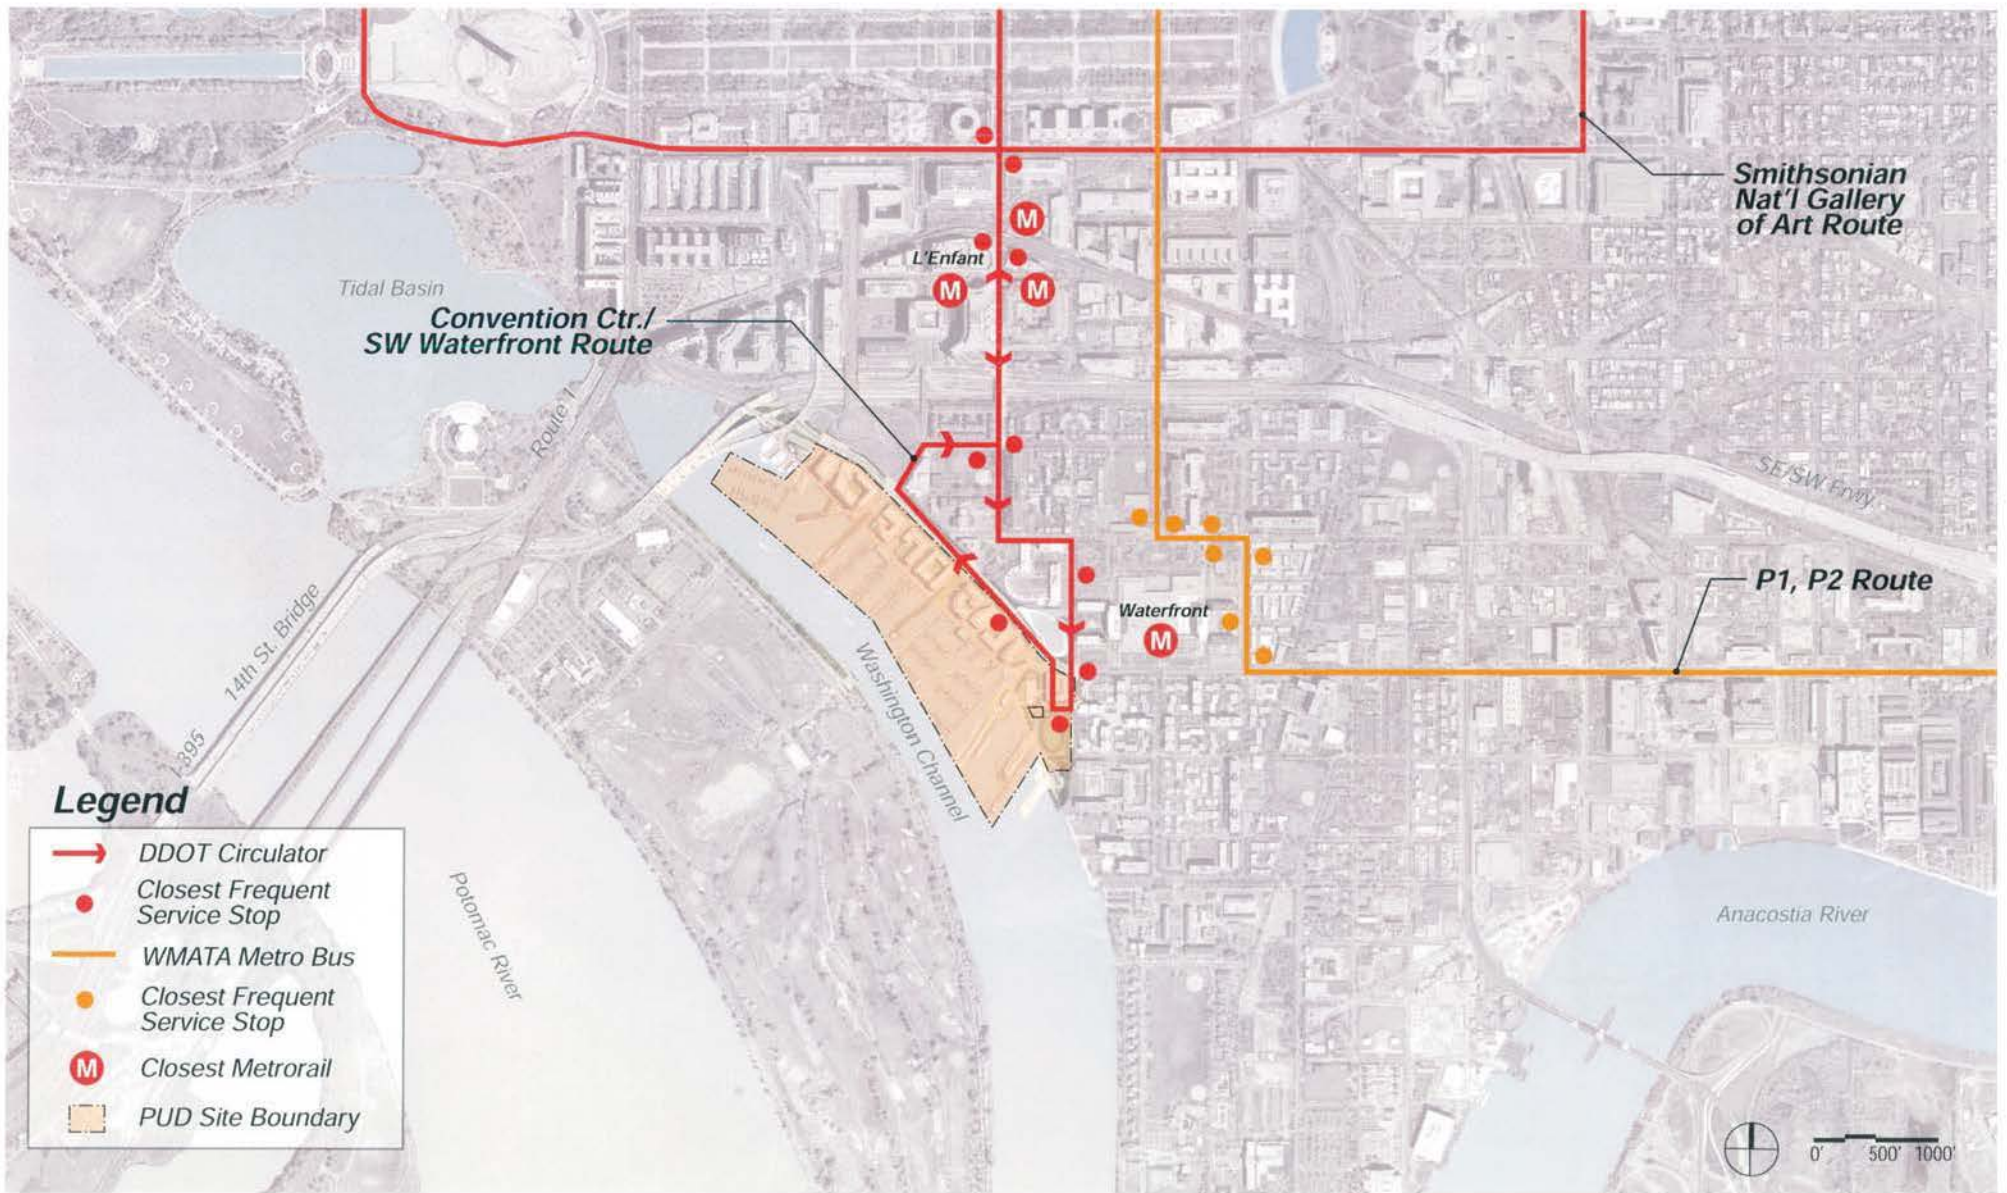 Smithsonian
Nat'l Gallery
of Art Route
M
L'Enfant
M
M
Tidal Basin
Convention Ctr./
SW Waterfront Route
Route 1
SE/SW Frwy
P1, P2 Route
Waterfront
M
14th St. Bridge
I-395
Washington Channel
Potomac River
Anacostia River
Legend
DDOT Circulator
Closest Frequent
Service Stop
WMATA Metro Bus
Closest Frequent
Service Stop
M
Closest Metrorail
PUD Site Boundary
0' 500' 1000'